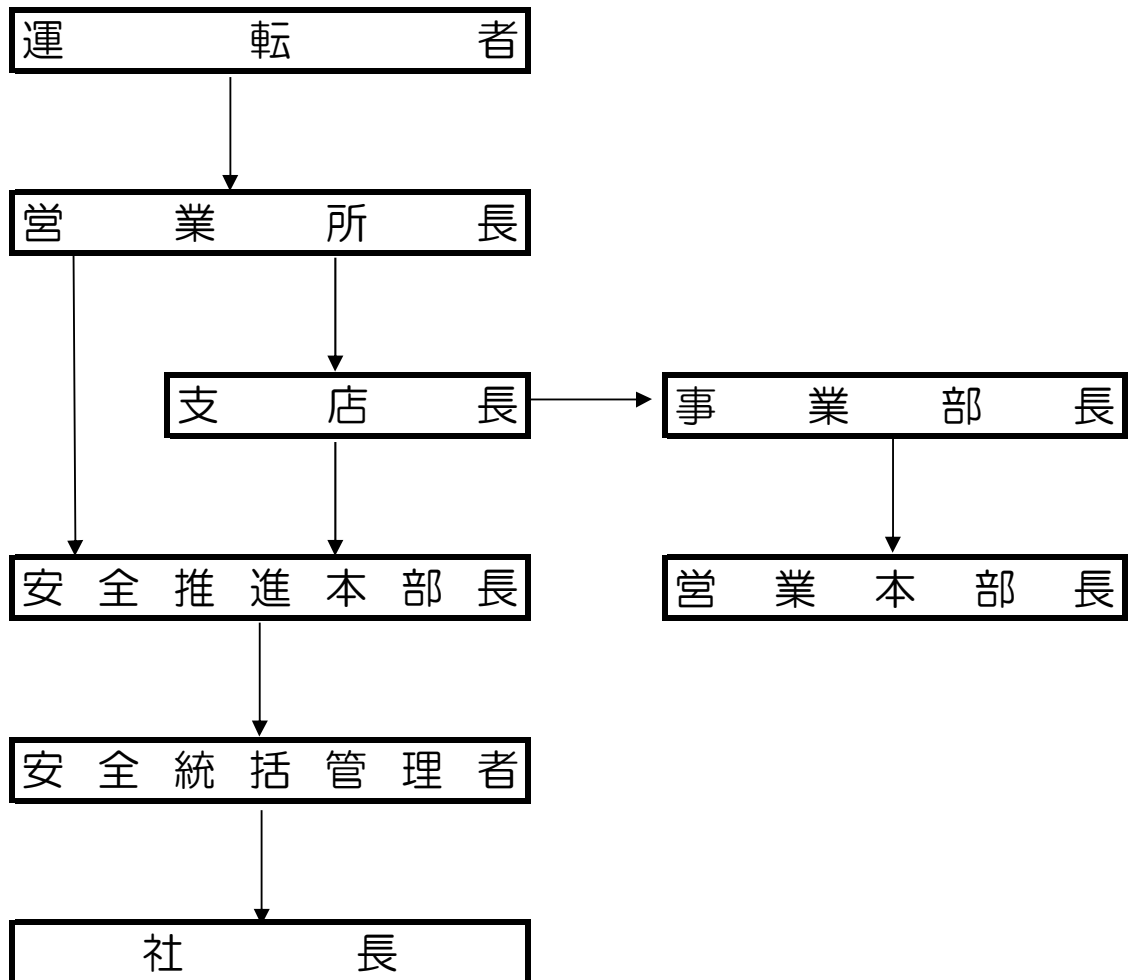 運転者
営業所長
支店長
事業部長
安全推進本部長
営業本部長
安全統括管理者
社長